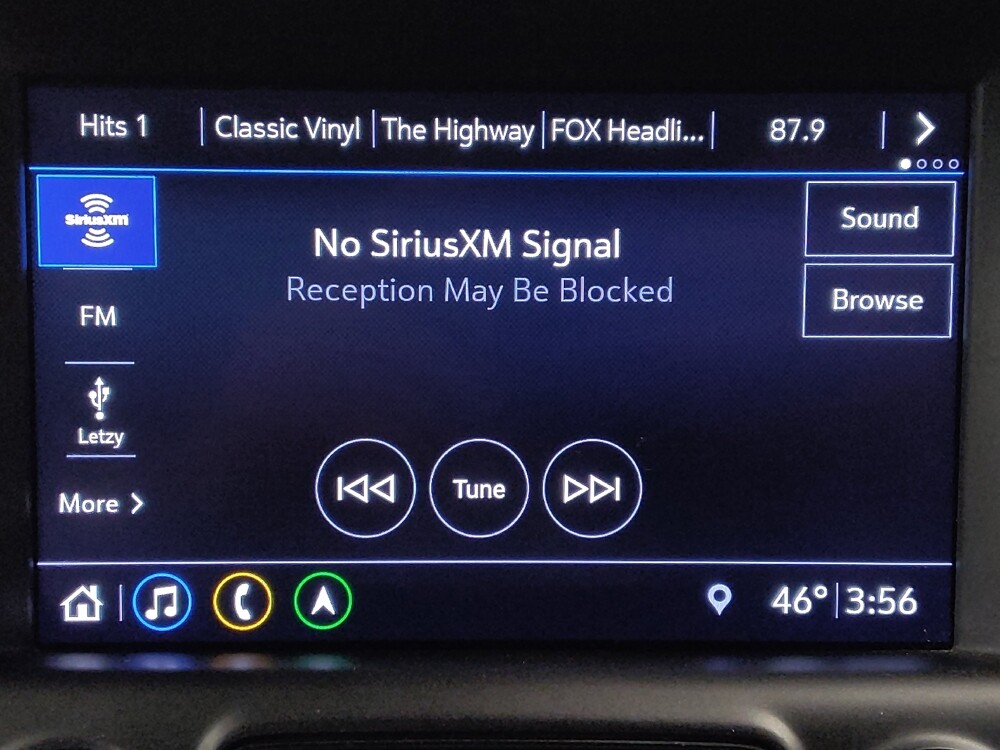 Hits 1 Classic Vinyl The Highway FOX Headli... 87.9
SiriusXM
No SiriusXM Signal
Reception May Be Blocked
Sound
Browse
FM
Letzy
More
Tune
46° 3:56